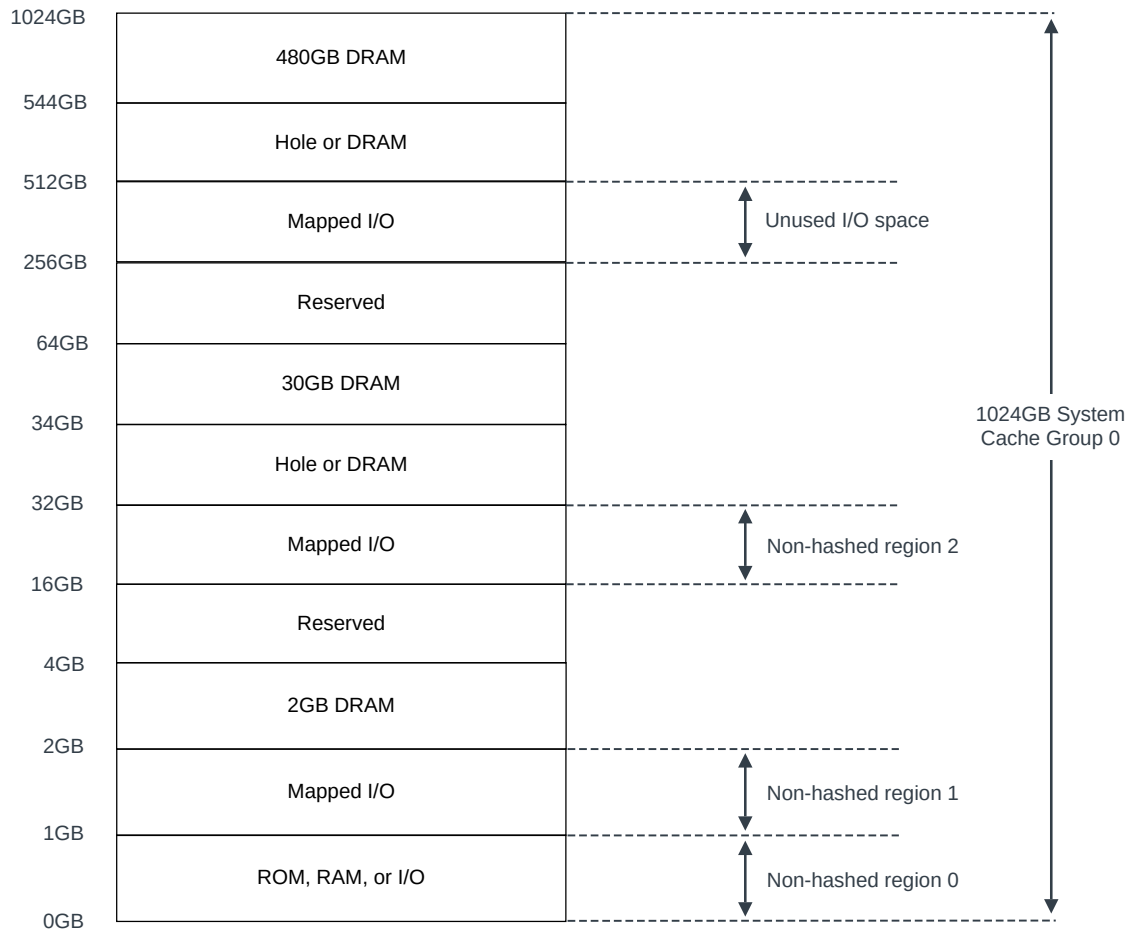 1024GB
480GB DRAM
544GB
Hole or DRAM
512GB
Mapped I/O
Unused I/O space
256GB
Reserved
64GB
30GB DRAM
1024GB System
Cache Group 0
34GB
Hole or DRAM
32GB
Mapped I/O
Non-hashed region 2
16GB
Reserved
4GB
2GB DRAM
2GB
Mapped I/O
Non-hashed region 1
1GB
ROM, RAM, or I/O
Non-hashed region 0
0GB